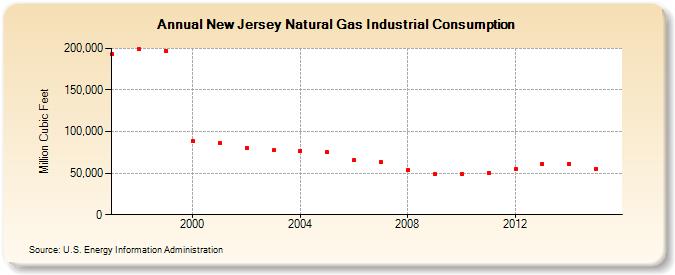 Annual New Jersey Natural Gas Industrial Consumption
Million Cubic Feet
200,000
150,000
100,000
50,000
0
2000 2004 2008 2012
Source: U.S. Energy Information Administration